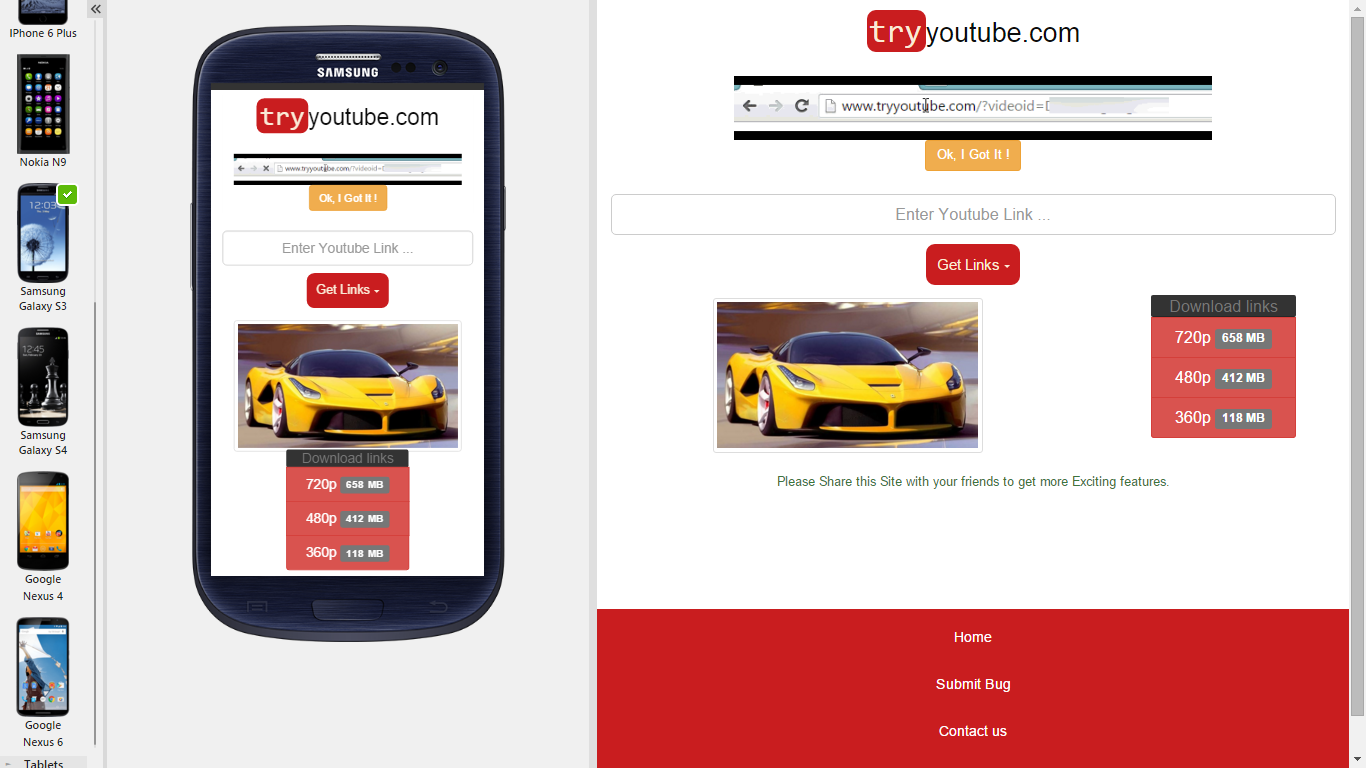 IPhone 6 Plus
Nokia N9
12:03
Samsung
Galaxy S3
12:45
Samsung
Galaxy S4
Google
Nexus 4
Google
Nexus 6
Tablets
SAMSUNG
tryyoutube.com
www.tryyoutube.com/?videoid=
Ok, I Got It !
Enter Youtube Link ...
Get Links
Download links
720p 658 MB
480p 412 MB
360p 118 MB
tryyoutube.com
www.tryyoutube.com/?videoid=
Ok, I Got It !
Enter Youtube Link ...
Get Links
Download links
720p 658 MB
480p 412 MB
360p 118 MB
Please Share this Site with your friends to get more Exciting features.
Home
Submit Bug
Contact us